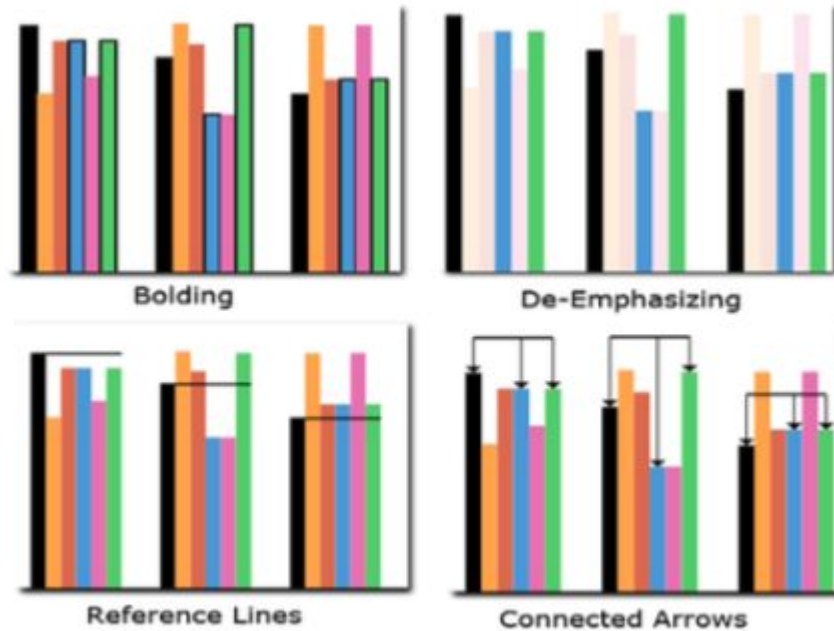 Bolding
De-Emphasizing
Reference Lines
Connected Arrows